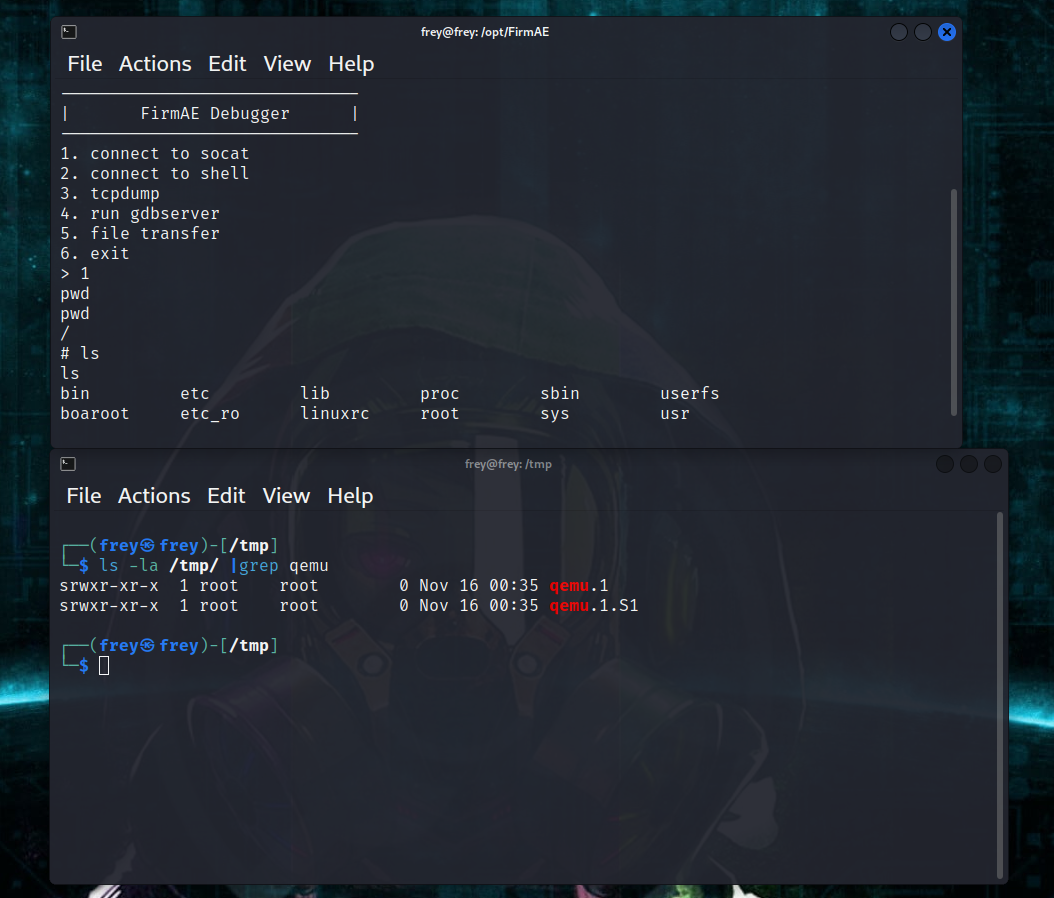 frey@frey: /opt/FirmAE
File Actions Edit View Help
| FirmAE Debugger |
1. connect to socat
2. connect to shell
3. tcpdump
4. run gdbserver
5. file transfer
6. exit
> 1
pwd
pwd
/
# ls
ls
bin etc lib proc sbin userfs
boaroot etc_ro linuxrc root sys usr
frey@frey: /tmp
File Actions Edit View Help
┌──(frey㉿frey)-[/tmp]
└─$ ls -la /tmp/ |grep qemu
srwxr-xr-x 1 root root 0 Nov 16 00:35 qemu.1
srwxr-xr-x 1 root root 0 Nov 16 00:35 qemu.1.S1
┌──(frey㉿frey)-[/tmp]
└─$